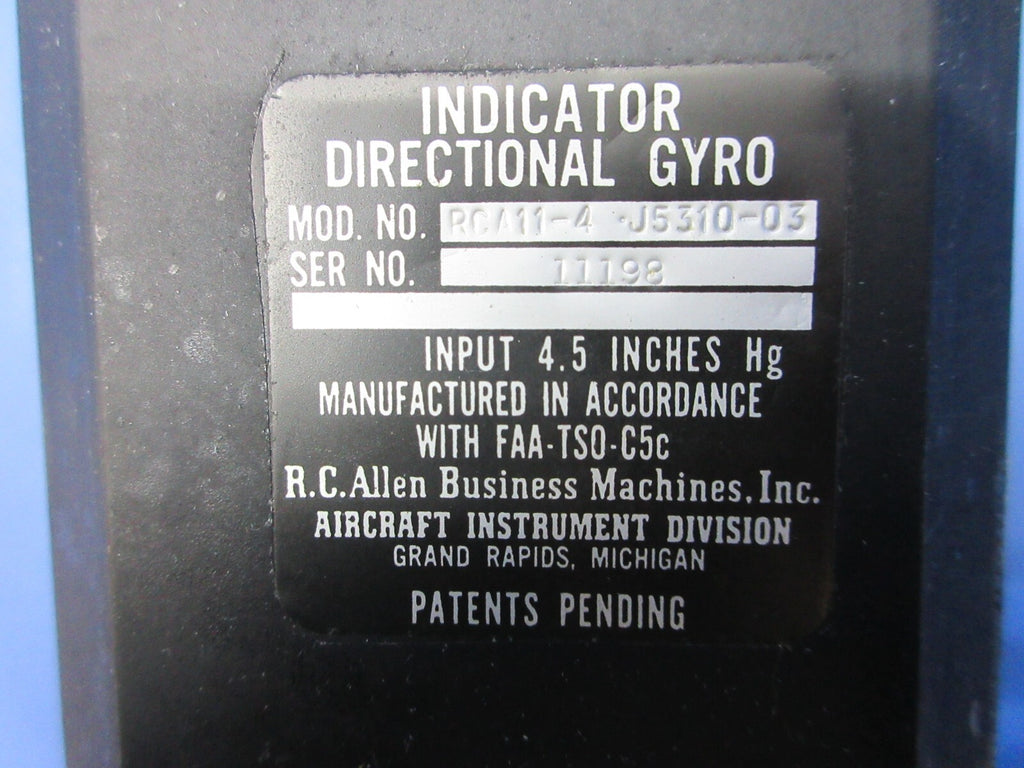 INDICATOR
DIRECTIONAL GYRO
MOD. NO. RCA11-4 J5310-03
SER NO. 11198
INPUT 4.5 INCHES Hg
MANUFACTURED IN ACCORDANCE
WITH FAA-TSO-C5c
R.C.Allen Business Machines, Inc.
AIRCRAFT INSTRUMENT DIVISION
GRAND RAPIDS, MICHIGAN
PATENTS PENDING